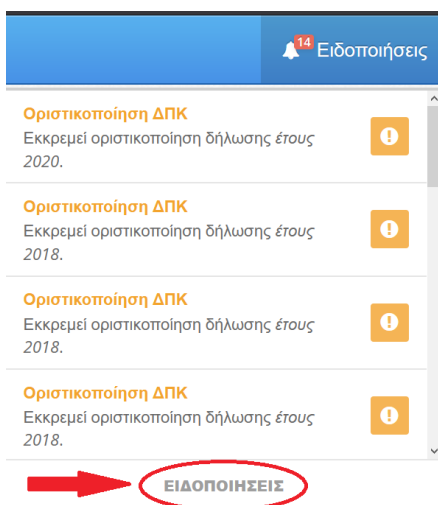 14 Ειδοποιήσεις
Οριστικοποίηση ΔΠΚ
Εκκρεμεί οριστικοποίηση δήλωσης έτους
2020.
Οριστικοποίηση ΔΠΚ
Εκκρεμεί οριστικοποίηση δήλωσης έτους
2018.
Οριστικοποίηση ΔΠΚ
Εκκρεμεί οριστικοποίηση δήλωσης έτους
2018.
Οριστικοποίηση ΔΠΚ
Εκκρεμεί οριστικοποίηση δήλωσης έτους
2018.
ΕΙΔΟΠΟΙΗΣΕΙΣ